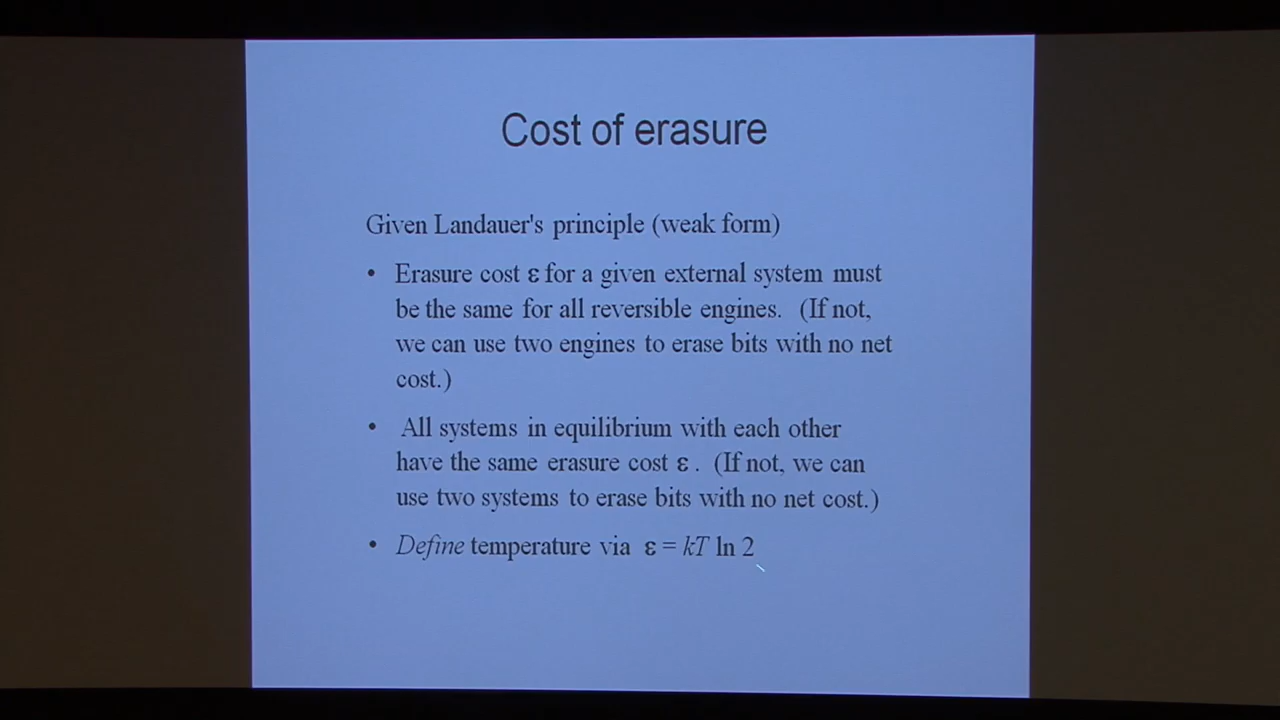 Cost of erasure
Given Landauer's principle (weak form)
• Erasure cost ε for a given external system must
be the same for all reversible engines. (If not,
we can use two engines to erase bits with no net
cost.)
• All systems in equilibrium with each other
have the same erasure cost ε . (If not, we can
use two systems to erase bits with no net cost.)
• Define temperature via ε = kT ln 2